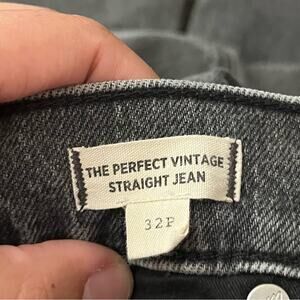 THE PERFECT VINTAGE
STRAIGHT JEAN
32P